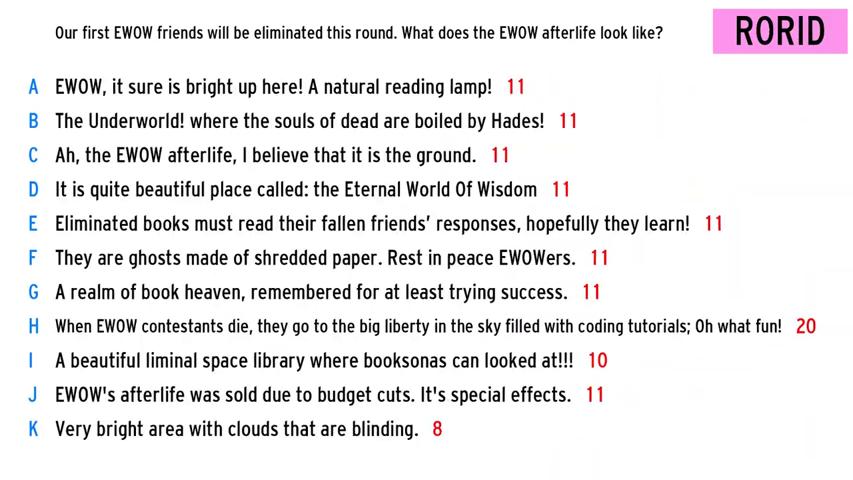 Our first EWOW friends will be eliminated this round. What does the EWOW afterlife look like?
RORID
A EWOW, it sure is bright up here! A natural reading lamp! 11
B The Underworld! where the souls of dead are boiled by Hades! 11
C Ah, the EWOW afterlife, I believe that it is the ground. 11
D It is quite beautiful place called: the Eternal World Of Wisdom 11
E Eliminated books must read their fallen friends' responses, hopefully they learn! 11
F They are ghosts made of shredded paper. Rest in peace EWOWers. 11
G A realm of book heaven, remembered for at least trying success. 11
H When EWOW contestants die, they go to the big liberty in the sky filled with coding tutorials; Oh what fun! 20
I A beautiful liminal space library where booksonas can looked at!!! 10
J EWOW's afterlife was sold due to budget cuts. It's special effects. 11
K Very bright area with clouds that are blinding. 8